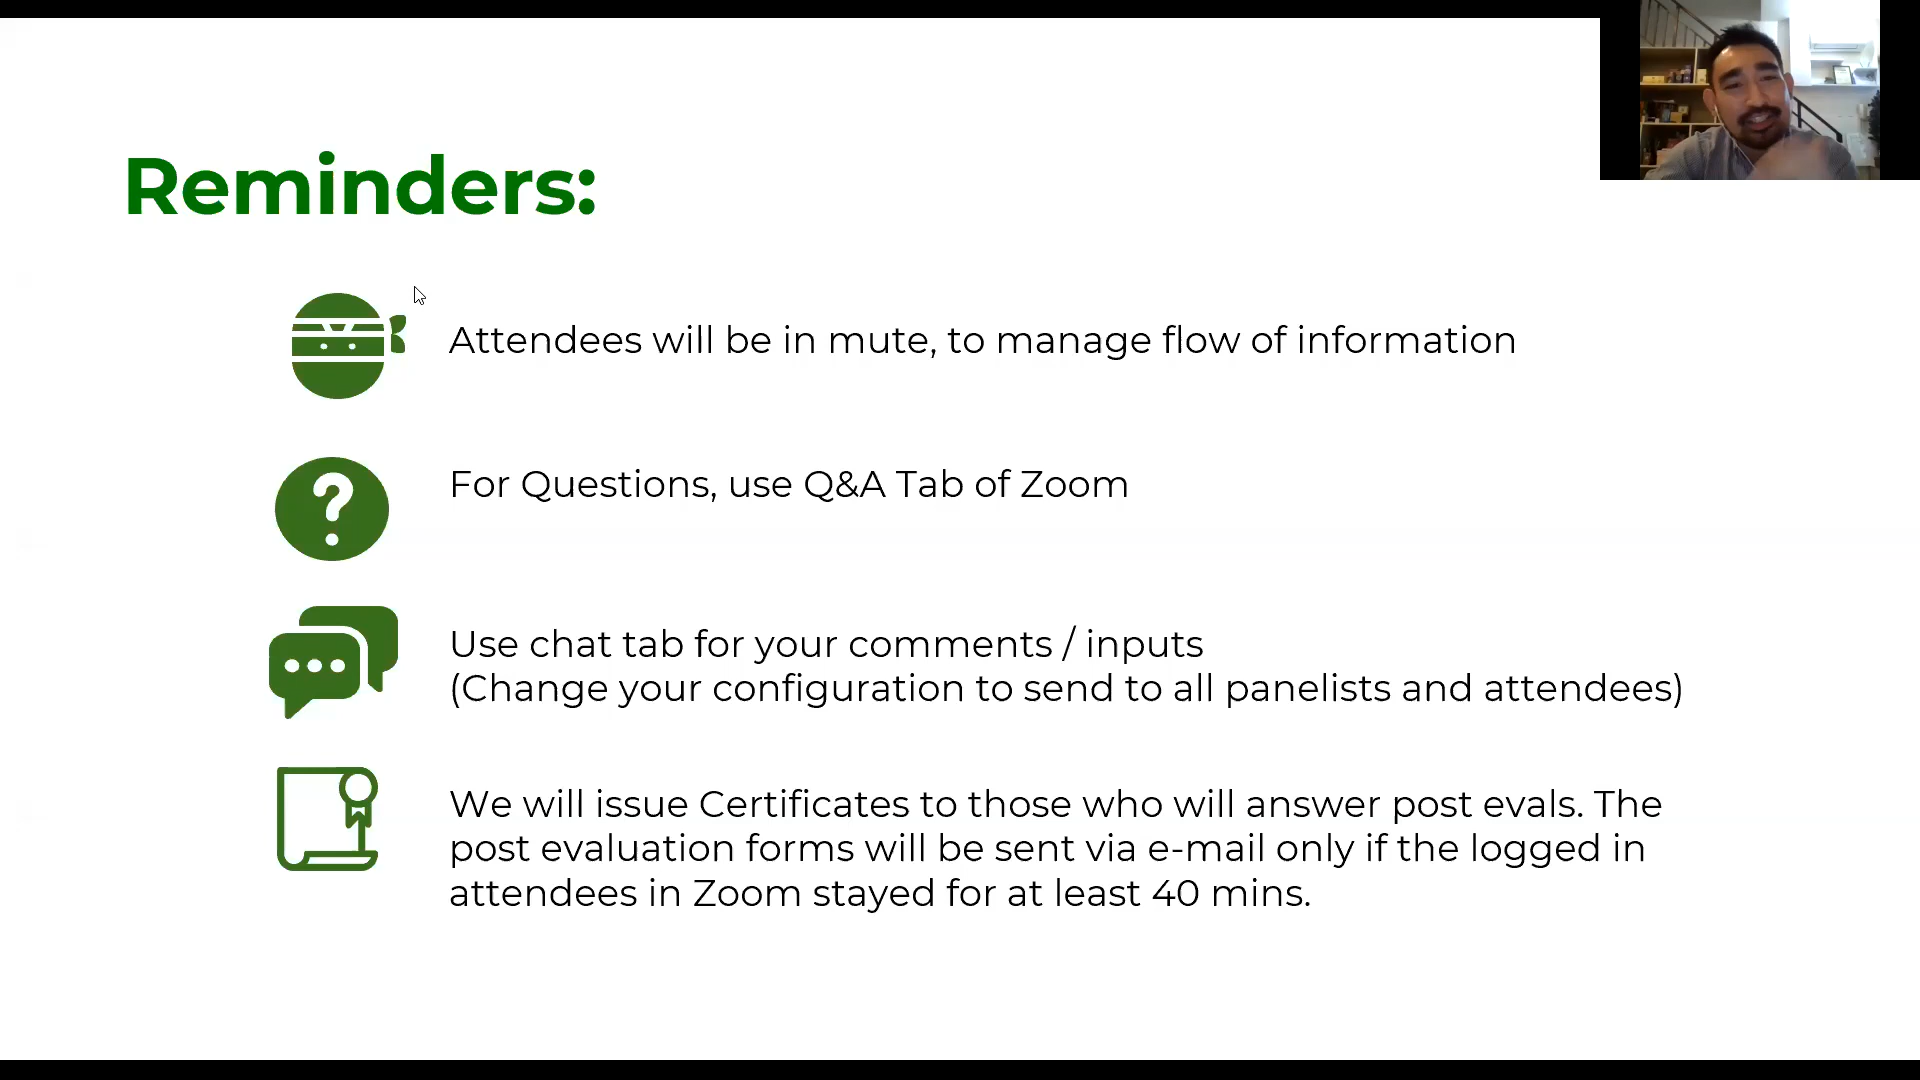 Reminders:
Attendees will be in mute, to manage flow of information
For Questions, use Q&A Tab of Zoom
Use chat tab for your comments / inputs
(Change your configuration to send to all panelists and attendees)
We will issue Certificates to those who will answer post evals. The
post evaluation forms will be sent via e-mail only if the logged in
attendees in Zoom stayed for at least 40 mins.